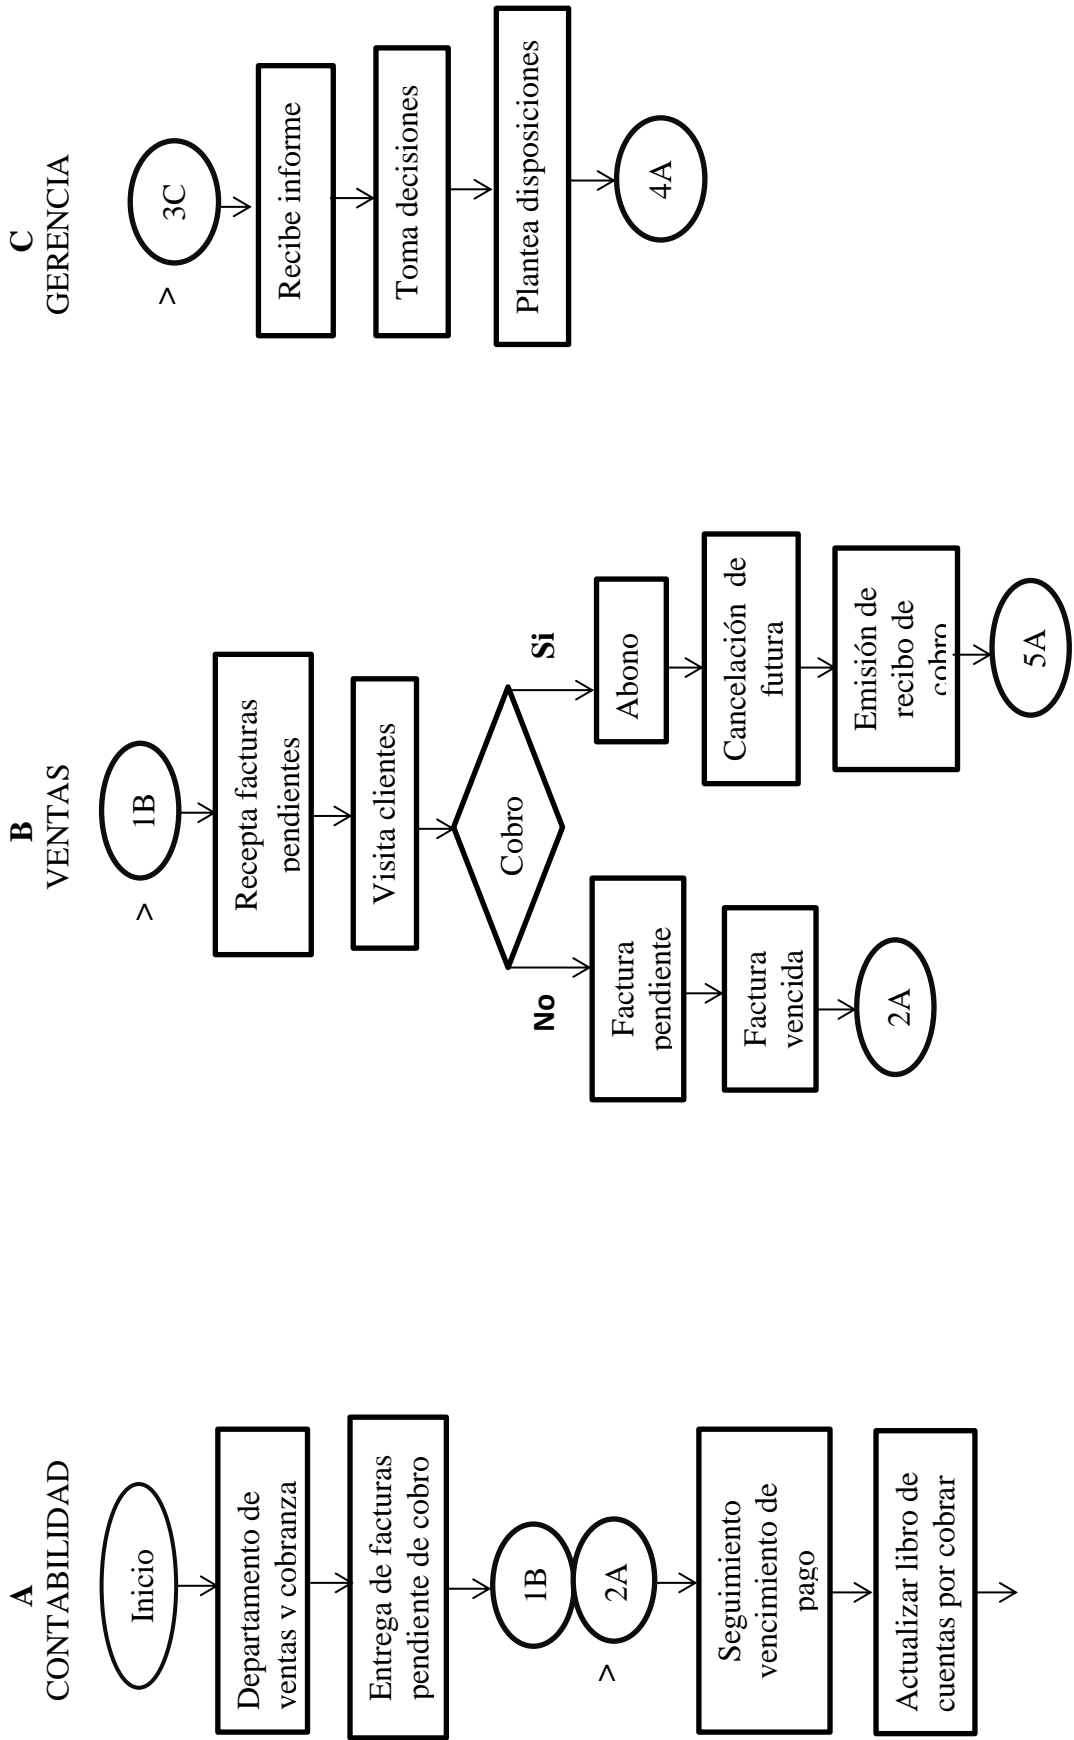 A
CONTABILIDAD
Inicio
Departamento de
ventas y cobranza
Entrega de facturas
pendiente de cobro
1B
>
2A
Seguimiento
vencimiento de
pago
Actualizar libro de
cuentas por cobrar
B
VENTAS
>
1B
Recepta facturas
pendientes
Visita clientes
Cobro
No
Si
Factura
pendiente
Factura
vencida
2A
Abono
Cancelación de
futura
Emisión de
recibo de
cobro
5A
C
GERENCIA
>
3C
Recibe informe
Toma decisiones
Plantea disposiciones
4A